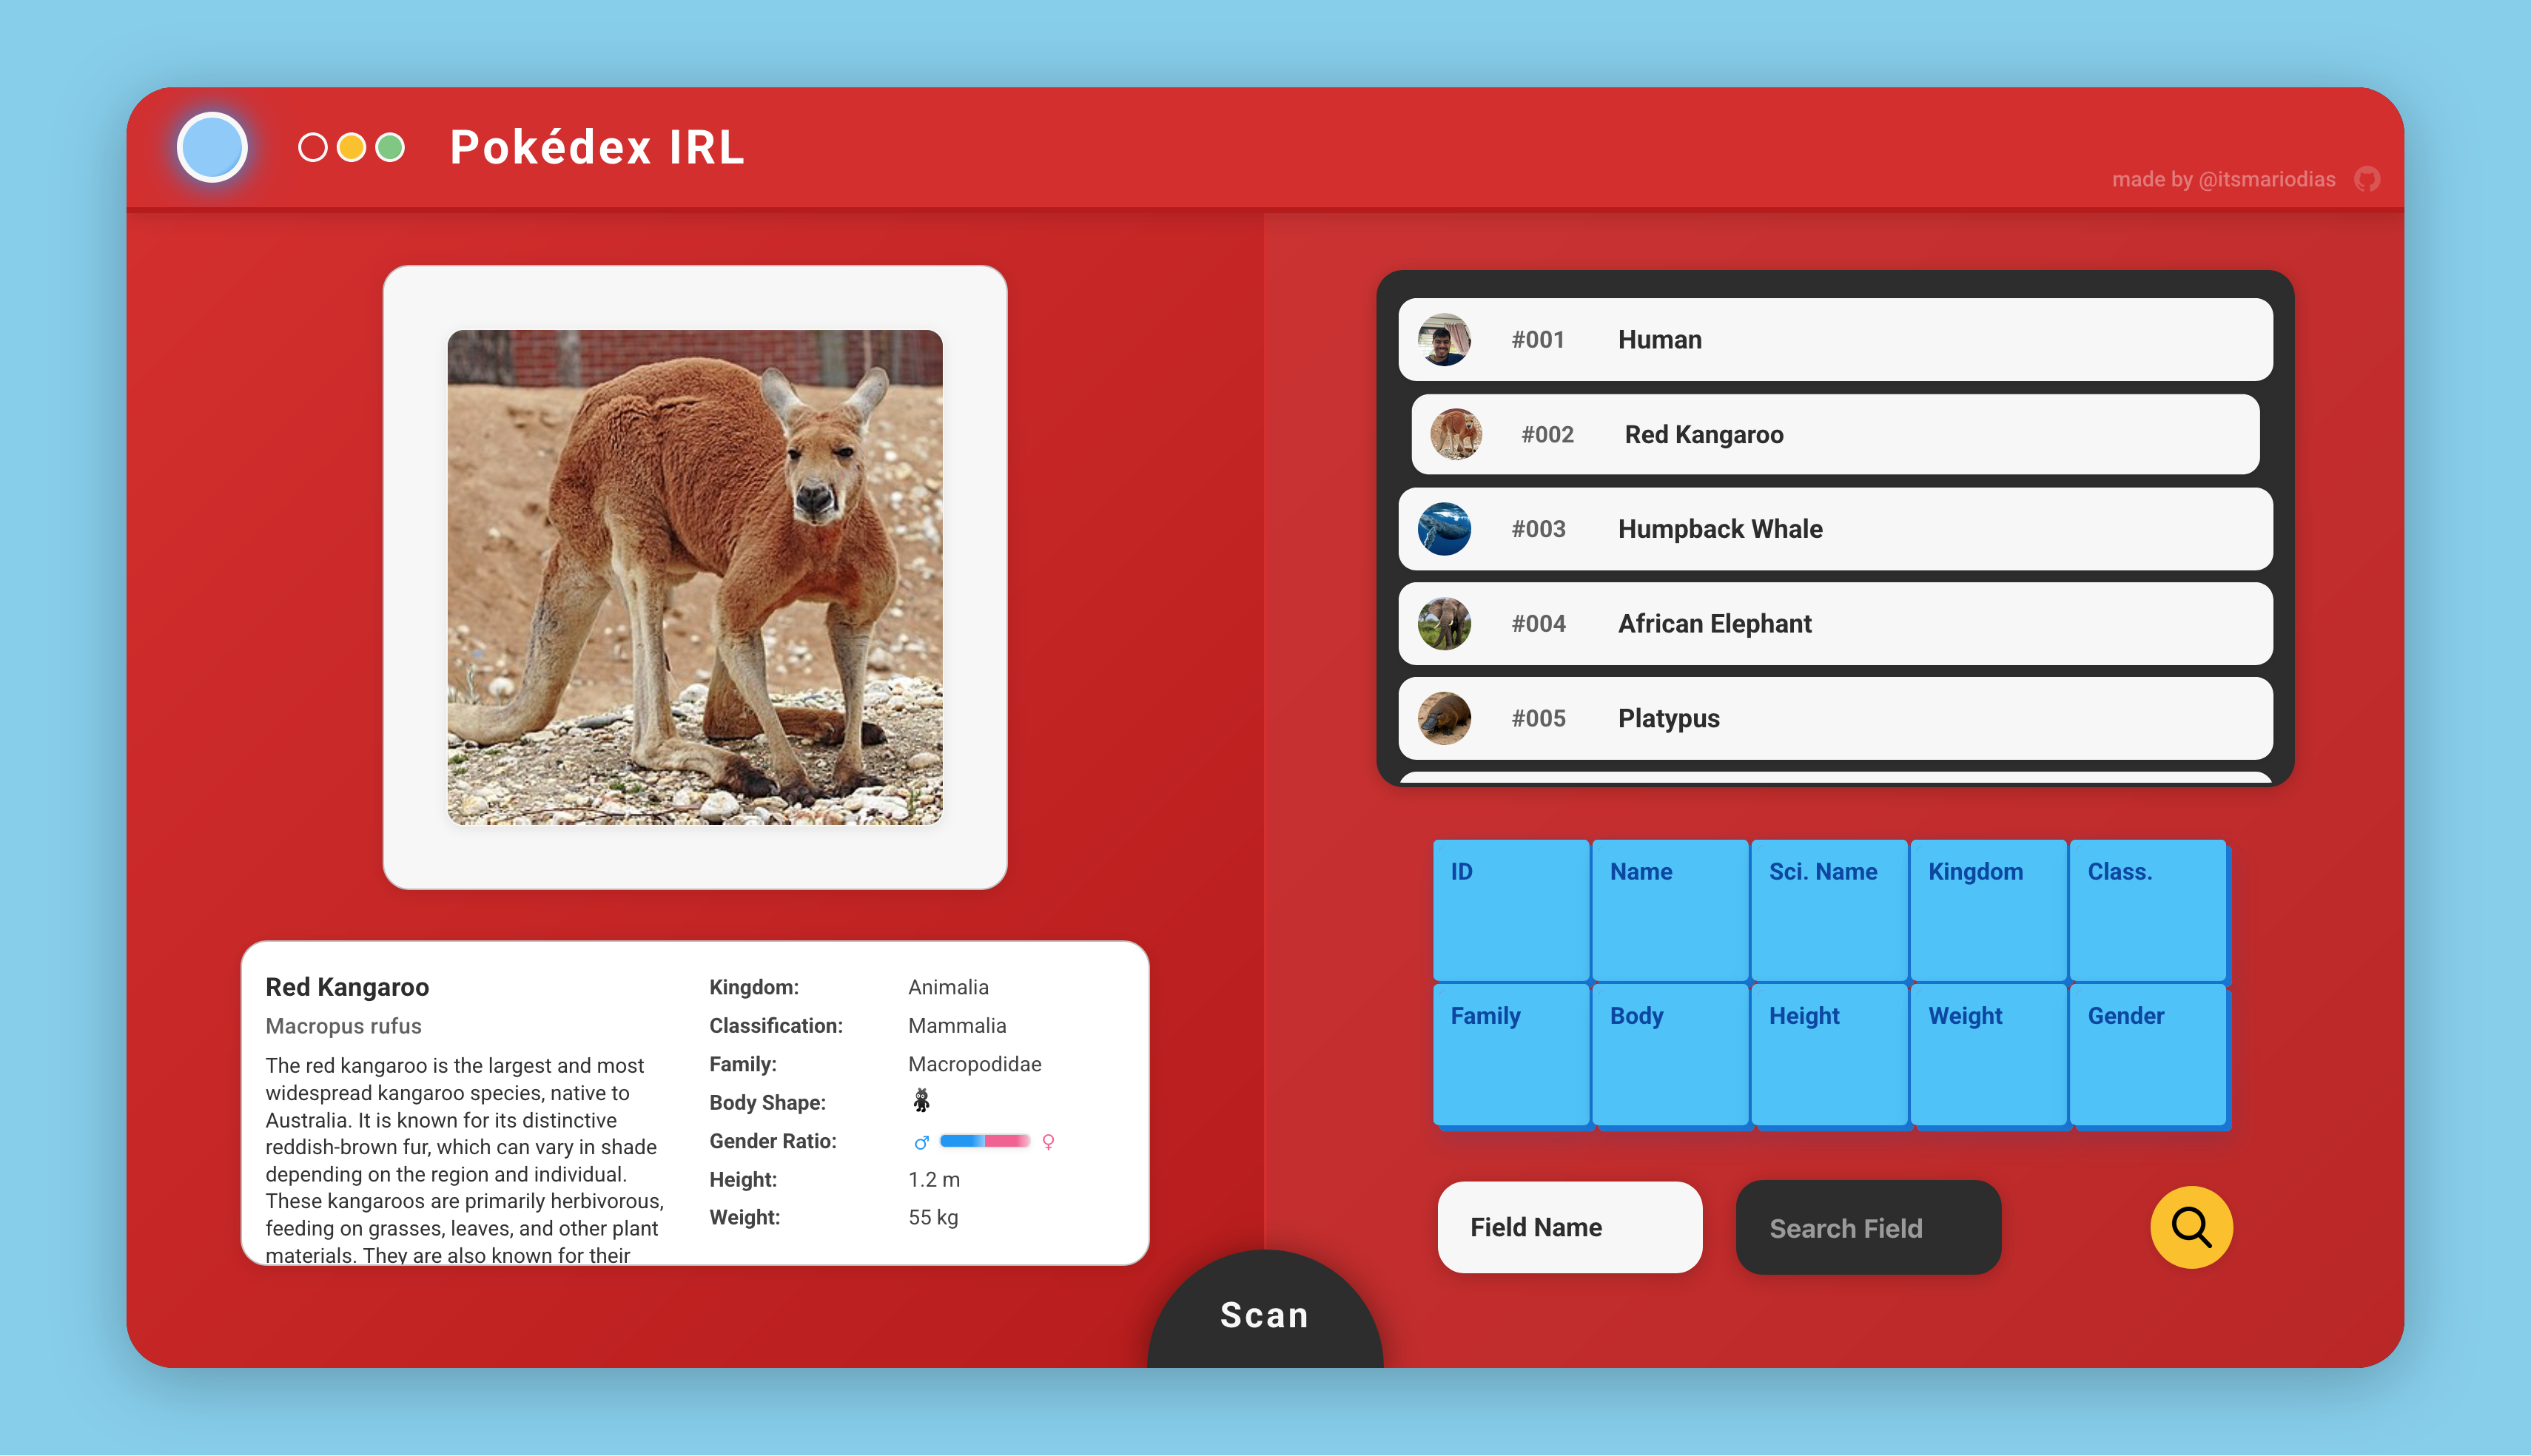 Pokédex IRL
made by @itsmariodias
#001 Human
#002 Red Kangaroo
#003 Humpback Whale
#004 African Elephant
#005 Platypus
ID Name Sci. Name Kingdom Class.
Family Body Height Weight Gender
Field Name Search Field
Red Kangaroo
Macropus rufus
The red kangaroo is the largest and most
widespread kangaroo species, native to
Australia. It is known for its distinctive
reddish-brown fur, which can vary in shade
depending on the region and individual.
These kangaroos are primarily herbivorous,
feeding on grasses, leaves, and other plant
materials. They are also known for their
Kingdom: Animalia
Classification: Mammalia
Family: Macropodidae
Body Shape:
Gender Ratio: ♂ ♀
Height: 1.2 m
Weight: 55 kg
Scan